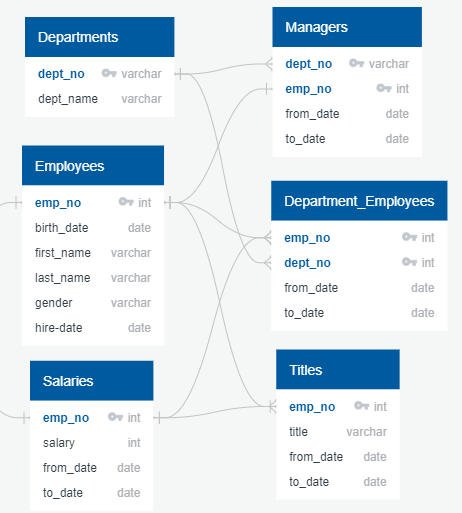 Departments
dept_no varchar
dept_name varchar
Employees
emp_no int
birth_date date
first_name varchar
last_name varchar
gender varchar
hire-date date
Salaries
emp_no int
salary int
from_date date
to_date date
Managers
dept_no varchar
emp_no int
from_date date
to_date date
Department_Employees
emp_no int
dept_no int
from_date date
to_date date
Titles
emp_no int
title varchar
from_date date
to_date date